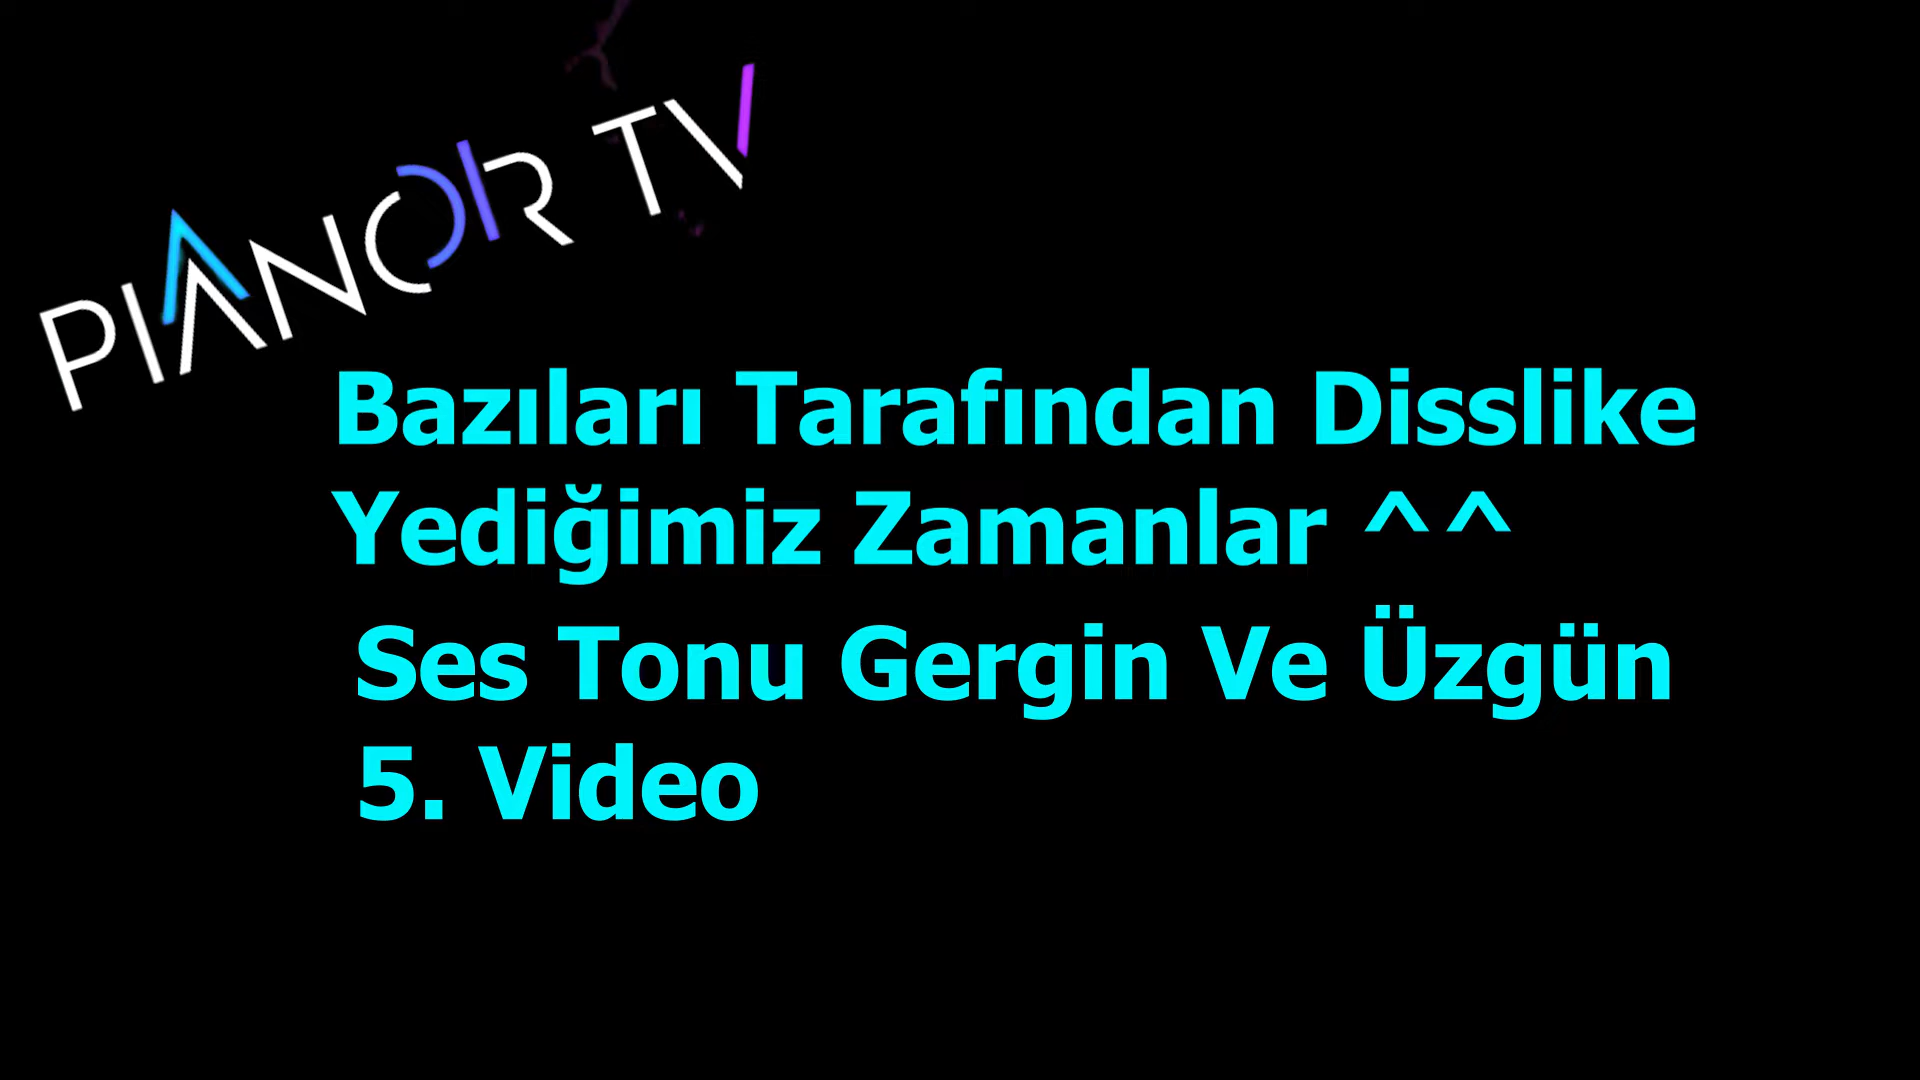 PIANOR TV
Bazıları Tarafından Disslike
Yediğimiz Zamanlar ^^
Ses Tonu Gergin Ve Üzgün
5. Video